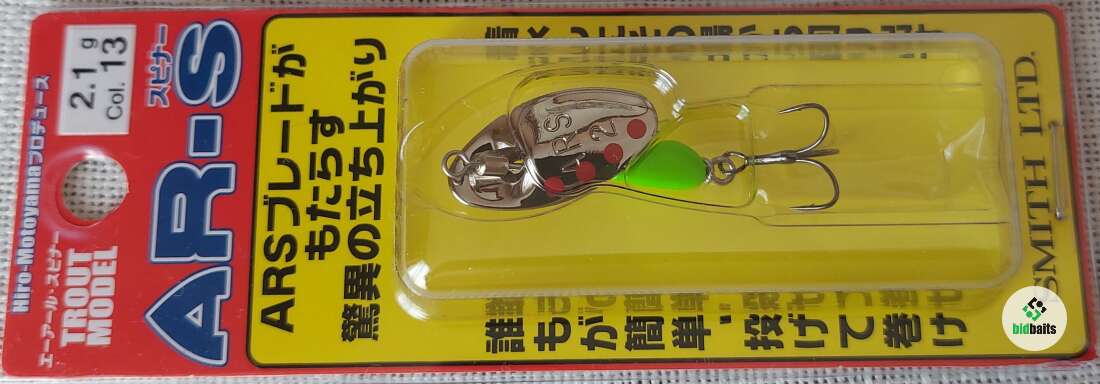 2.1g
Col. 13
スピナー
AR-S
Hiro-Motoyamaプロデュース
エーアール・スピナー
TROUT
MODEL
ARSブレードが
もたらす
驚異の立ち上がり
ARS
2.1
誰もが簡単、投げて巻け
SMITH LTD.
bidbaits